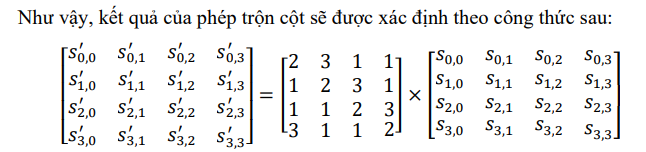 Như vậy, kết quả của phép trộn cột sẽ được xác định theo công thức sau:
[s′0,0 s′0,1 s′0,2 s′0,3] [2 3 1 1] [s0,0 s0,1 s0,2 s0,3]
[s′1,0 s′1,1 s′1,2 s′1,3] [1 2 3 1] [s1,0 s1,1 s1,2 s1,3]
= ×
[s′2,0 s′2,1 s′2,2 s′2,3] [1 1 2 3] [s2,0 s2,1 s2,2 s2,3]
[s′3,0 s′3,1 s′3,2 s′3,3] [3 1 1 2] [s3,0 s3,1 s3,2 s3,3]